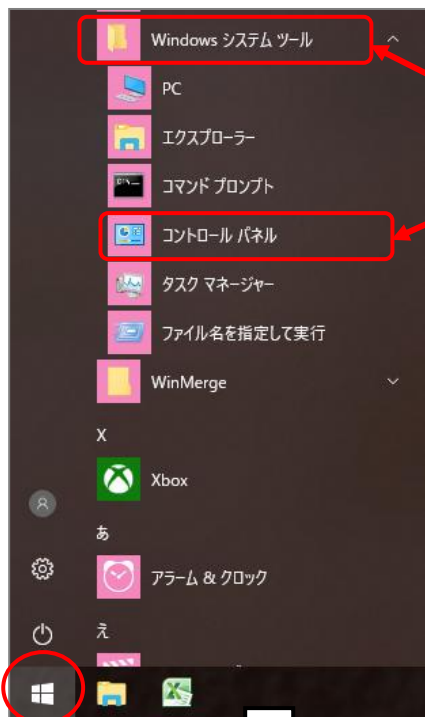 Windows システム ツール
PC
エクスプローラー
コマンド プロンプト
コントロール パネル
タスク マネージャー
ファイル名を指定して実行
WinMerge
X
Xbox
あ
アラーム & クロック
え